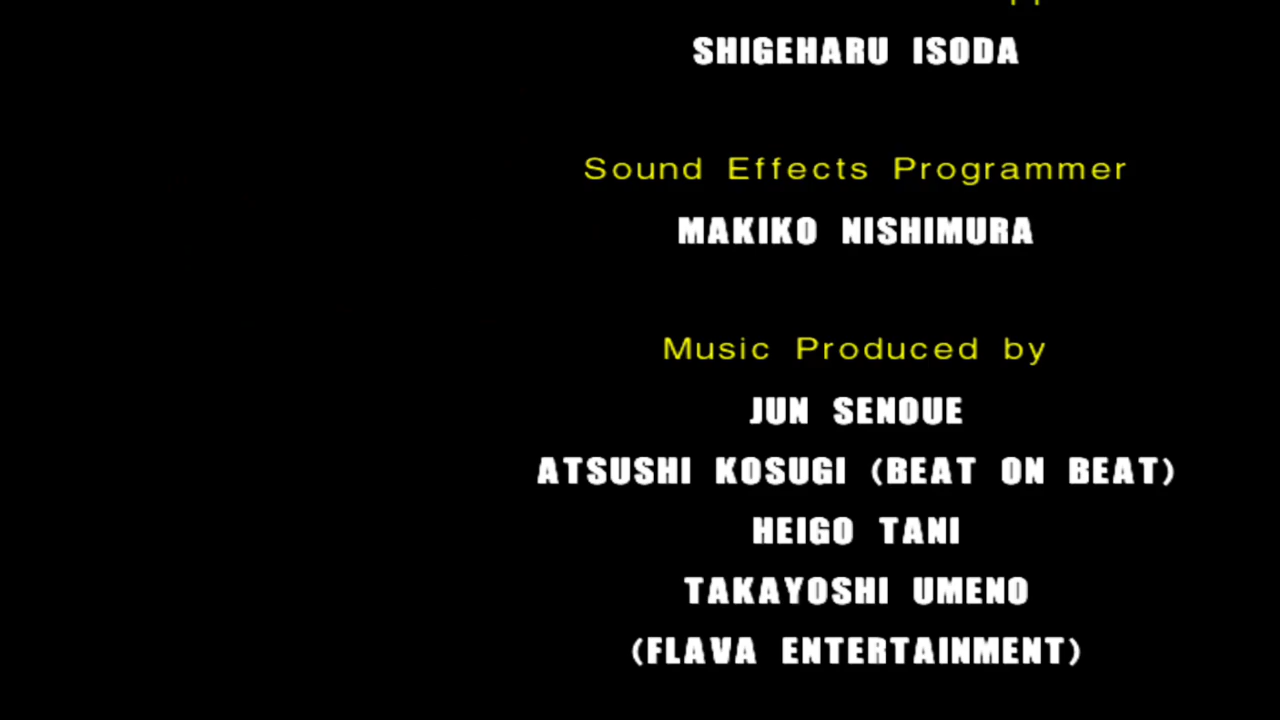 SHIGEHARU ISODA
Sound Effects Programmer
MAKIKO NISHIMURA
Music Produced by
JUN SENOUE
ATSUSHI KOSUGI (BEAT ON BEAT)
HEIGO TANI
TAKAYOSHI UMENO
(FLAVA ENTERTAINMENT)